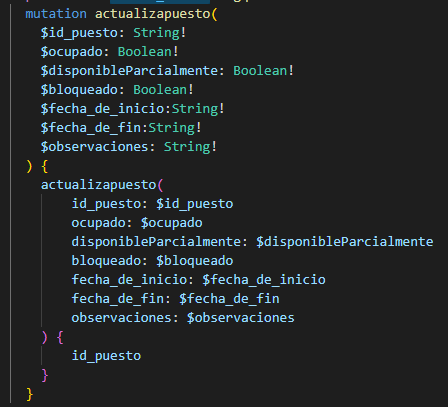 mutation actualizapuesto(
$id_puesto: String!
$ocupado: Boolean!
$disponibleParcialmente: Boolean!
$bloqueado: Boolean!
$fecha_de_inicio:String!
$fecha_de_fin:String!
$observaciones: String!
) {
actualizapuesto(
id_puesto: $id_puesto
ocupado: $ocupado
disponibleParcialmente: $disponibleParcialmente
bloqueado: $bloqueado
fecha_de_inicio: $fecha_de_inicio
fecha_de_fin: $fecha_de_fin
observaciones: $observaciones
) {
id_puesto
}
}